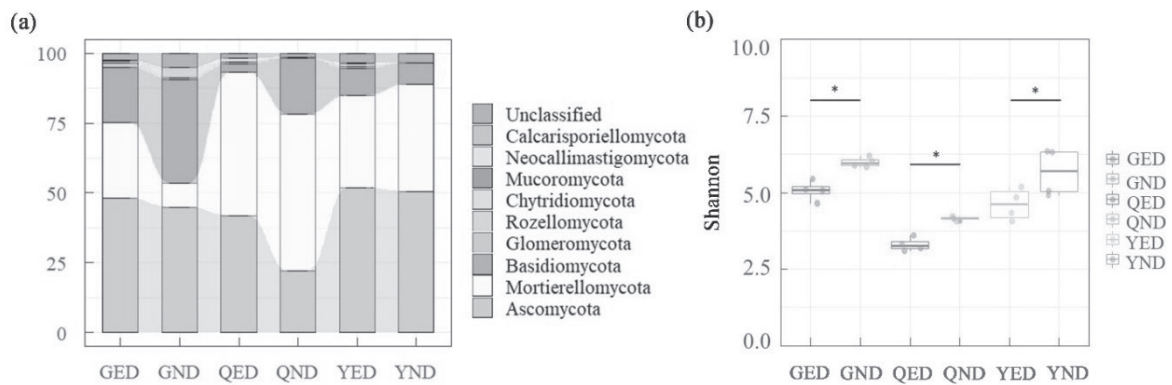 (a)
100
75
50
25
0
GED GND QED QND YED YND
Unclassified
Calcarisporiellomycota
Neocallimastigomycota
Mucoromycota
Chytridiomycota
Rozellomycota
Glomeromycota
Basidiomycota
Mortierellomycota
Ascomycota
(b)
Shannon
10.0
7.5
5.0
2.5
0.0
*
*
*
GED GND QED QND YED YND
GED
GND
QED
QND
YED
YND